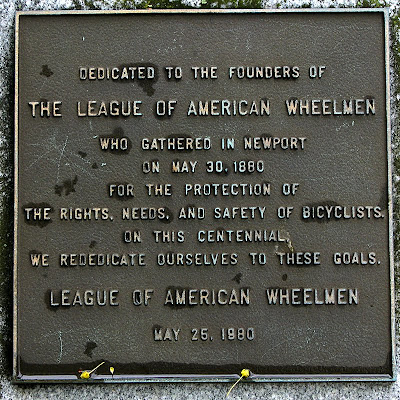 DEDICATED TO THE FOUNDERS OF
THE LEAGUE OF AMERICAN WHEELMEN
WHO GATHERED IN NEWPORT
ON MAY 30, 1880
FOR THE PROTECTION OF
THE RIGHTS, NEEDS, AND SAFETY OF BICYCLISTS.
ON THIS CENTENNIAL
WE REDEDICATE OURSELVES TO THESE GOALS.
LEAGUE OF AMERICAN WHEELMEN
MAY 25, 1980